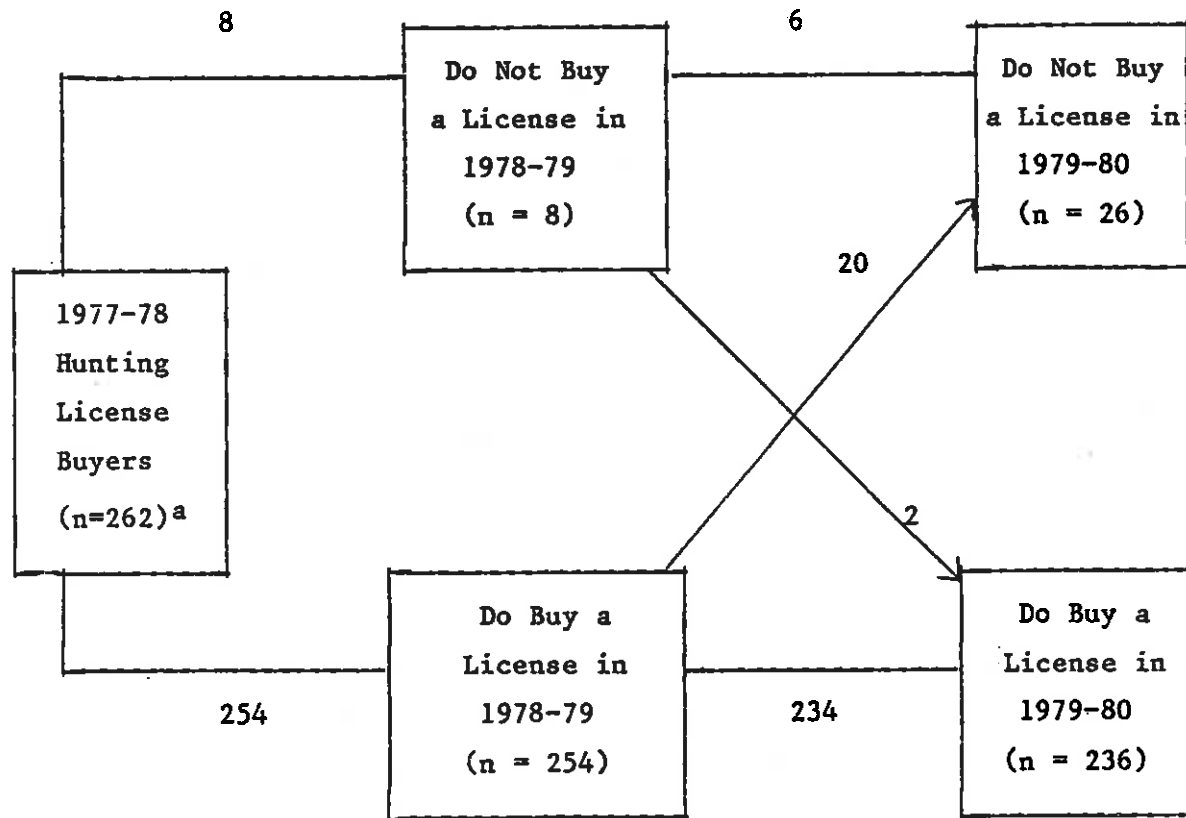 8
6
Do Not Buy
a License in
1978-79
(n = 8)
Do Not Buy
a License in
1979-80
(n = 26)
20
1977-78
Hunting
License
Buyers
(n=262)a
2
Do Buy a
License in
1978-79
(n = 254)
Do Buy a
License in
1979-80
(n = 236)
254
234